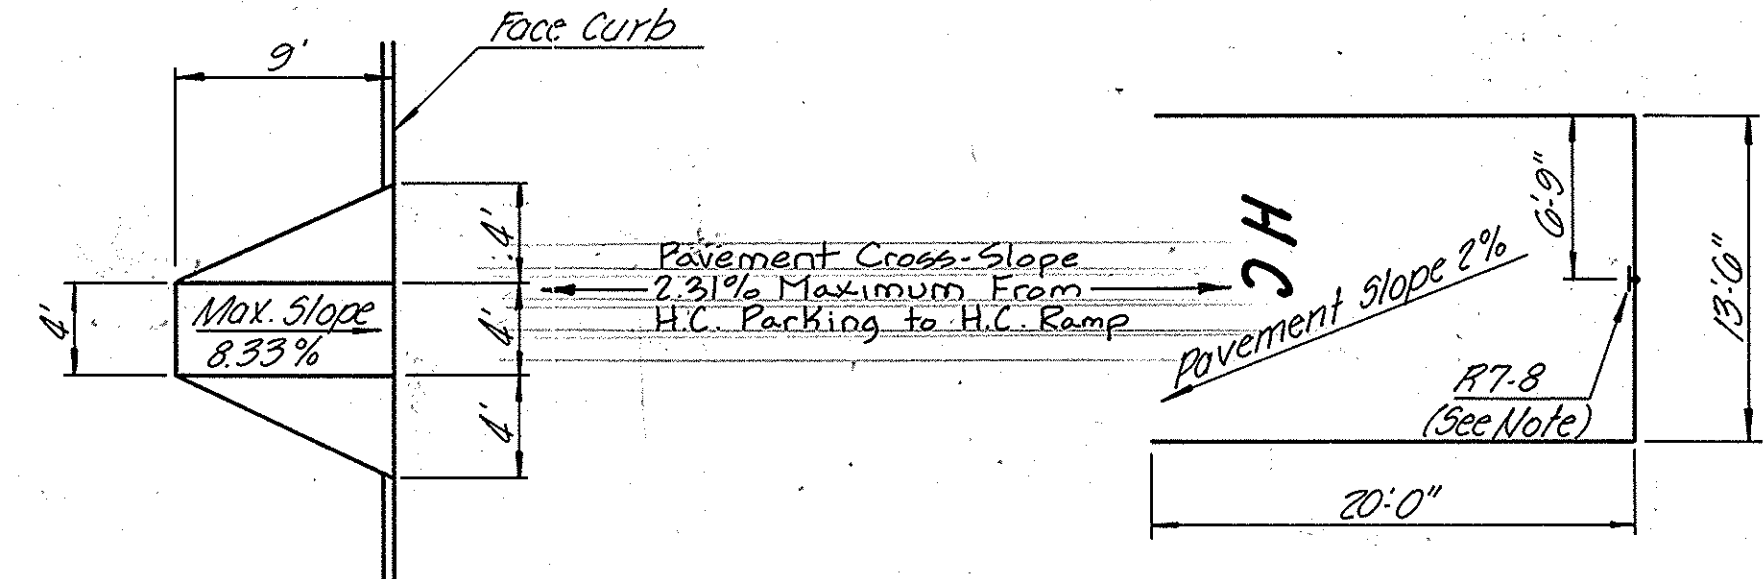 Face Curb
9'
4'
Max. Slope
8.33%
4'
4'
4'
Pavement Cross-Slope
2.31% Maximum From
H.C. Parking to H.C. Ramp
HC
Pavement Slope 2%
6'-9"
13'-6"
R7-8
(See Note)
20'-0"